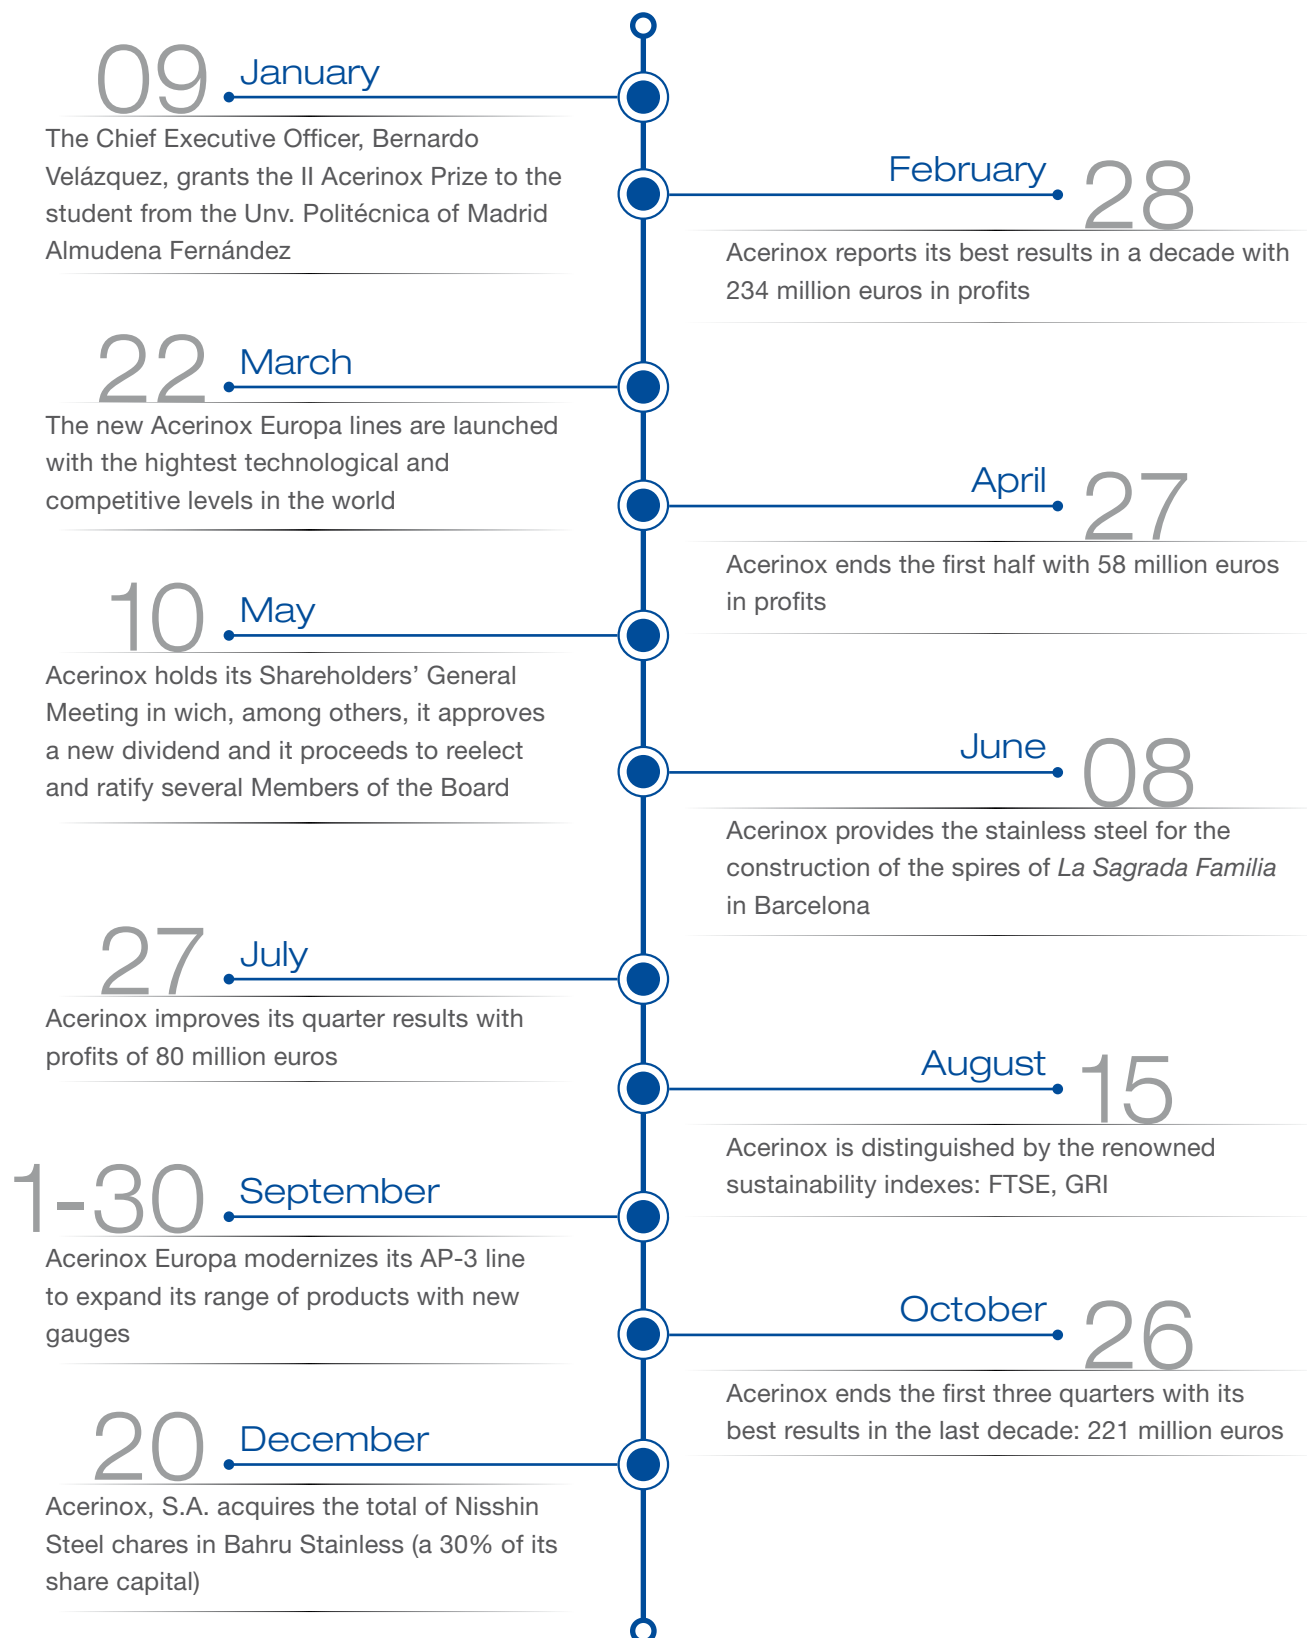 09 January
The Chief Executive Officer, Bernardo
Velázquez, grants the II Acerinox Prize to the
student from the Unv. Politécnica of Madrid
Almudena Fernández
February 28
Acerinox reports its best results in a decade with
234 million euros in profits
22 March
The new Acerinox Europa lines are launched
with the hightest technological and
competitive levels in the world
April 27
Acerinox ends the first half with 58 million euros
in profits
10 May
Acerinox holds its Shareholders’ General
Meeting in wich, among others, it approves
a new dividend and it proceeds to reelect
and ratify several Members of the Board
June 08
Acerinox provides the stainless steel for the
construction of the spires of La Sagrada Familia
in Barcelona
27 July
Acerinox improves its quarter results with
profits of 80 million euros
August 15
Acerinox is distinguished by the renowned
sustainability indexes: FTSE, GRI
1-30 September
Acerinox Europa modernizes its AP-3 line
to expand its range of products with new
gauges
October 26
Acerinox ends the first three quarters with its
best results in the last decade: 221 million euros
20 December
Acerinox, S.A. acquires the total of Nisshin
Steel chares in Bahru Stainless (a 30% of its
share capital)